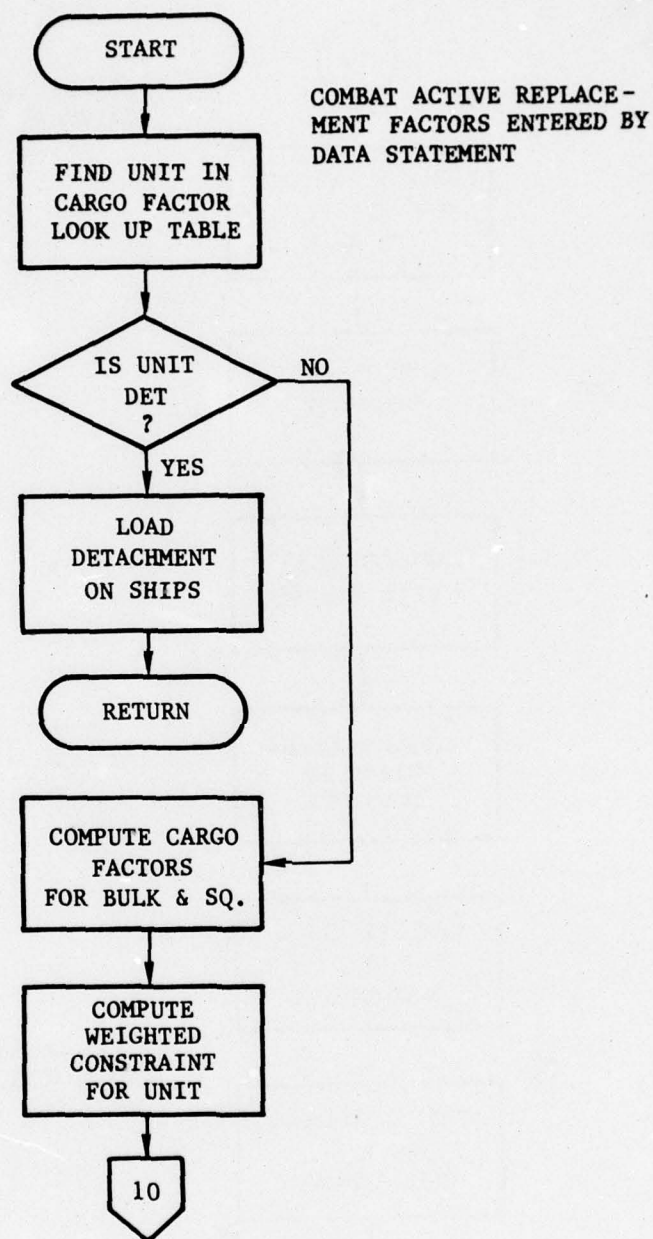 START
COMBAT ACTIVE REPLACE-
MENT FACTORS ENTERED BY
DATA STATEMENT
FIND UNIT IN
CARGO FACTOR
LOOK UP TABLE
IS UNIT
DET
?
NO
YES
LOAD
DETACHMENT
ON SHIPS
RETURN
COMPUTE CARGO
FACTORS
FOR BULK & SQ.
COMPUTE
WEIGHTED
CONSTRAINT
FOR UNIT
10